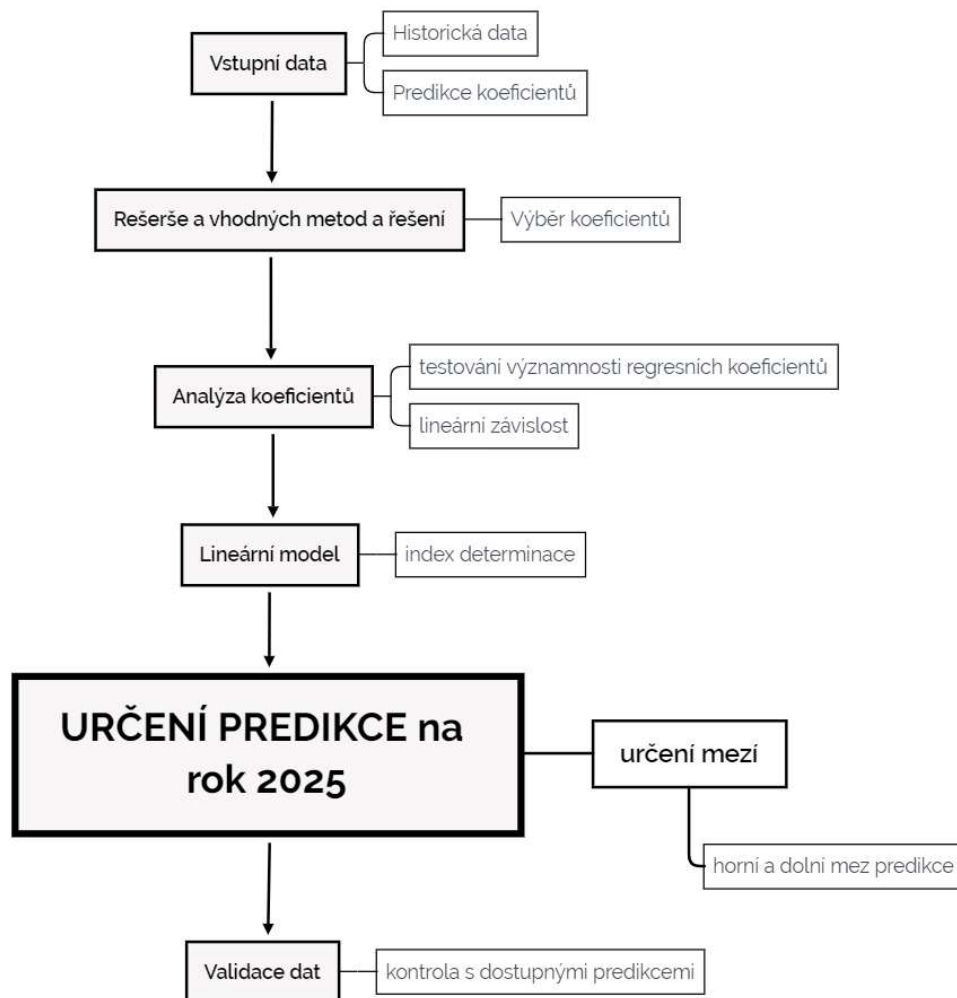 Vstupní data
Historická data
Predikce koeficientů
Rešerše a vhodných metod a řešení
Výběr koeficientů
Analýza koeficientů
testování významnosti regresních koeficientů
lineární závislost
Lineární model
index determinace
URČENÍ PREDIKCE na
rok 2025
určení mezí
horní a dolní mez predikce
Validace dat
kontrola s dostupnými predikcemi